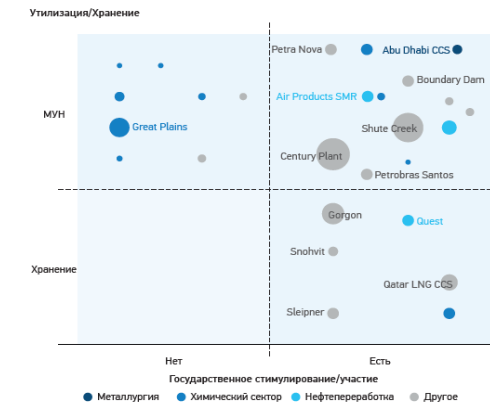 Утилизация/Хранение
Petra Nova
Abu Dhabi CCS
Boundary Dam
Air Products SMR
МУН
Great Plains
Shute Creek
Century Plant
Petrobras Santos
Gorgon
Quest
Snohvit
Хранение
Qatar LNG CCS
Sleipner
Нет
Есть
Государственное стимулирование/участие
Металлургия
Химический сектор
Нефтепереработка
Другое